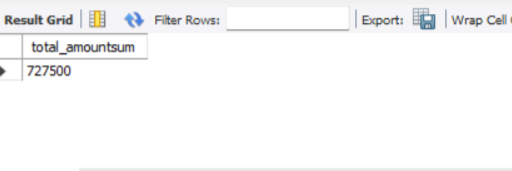 Result Grid Filter Rows: Export: Wrap Cell
total_amountsum
727500